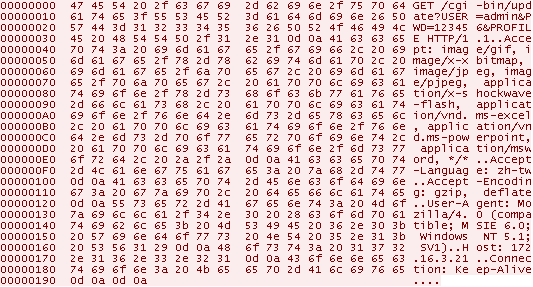 00000000 47 45 54 20 2f 63 67 69 2d 62 69 6e 2f 75 70 64 GET /cgi -bin/upd
00000010 61 74 65 3f 55 53 45 52 3d 61 64 6d 69 6e 26 50 ate?USER =admin&P
00000020 57 44 3d 31 32 33 34 35 36 26 50 52 4f 46 49 4c WD=12345 6&PROFIL
00000030 45 20 48 54 54 50 2f 31 2e 31 0d 0a 41 63 63 65 E HTTP/1 .1..Acce
00000040 70 74 3a 20 69 6d 61 67 65 2f 67 69 66 2c 20 69 pt: imag e/gif, i
00000050 6d 61 67 65 2f 78 2d 78 62 69 74 6d 61 70 2c 20 mage/x-x bitmap,
00000060 69 6d 61 67 65 2f 6a 70 65 67 2c 20 69 6d 61 67 image/jp eg, imag
00000070 65 2f 70 6a 70 65 67 2c 20 61 70 70 6c 69 63 61 e/pjpeg, applica
00000080 74 69 6f 6e 2f 78 2d 73 68 6f 63 6b 77 61 76 65 tion/x-s hockwave
00000090 2d 66 6c 61 73 68 2c 20 61 70 70 6c 69 63 61 74 -flash, applicat
000000A0 69 6f 6e 2f 76 6e 64 2e 6d 73 2d 65 78 63 65 6c ion/vnd. ms-excel
000000B0 2c 20 61 70 70 6c 69 63 61 74 69 6f 6e 2f 76 6e , applic ation/vn
000000C0 64 2e 6d 73 2d 70 6f 77 65 72 70 6f 69 6e 74 2c d.ms-pow erpoint,
000000D0 20 61 70 70 6c 69 63 61 74 69 6f 6e 2f 6d 73 77 applica tion/msw
000000E0 6f 72 64 2c 20 2a 2f 2a 0d 0a 41 63 63 65 70 74 ord, */* ..Accept
000000F0 2d 4c 61 6e 67 75 61 67 65 3a 20 7a 68 2d 74 77 -Languag e: zh-tw
00000100 0d 0a 41 63 63 65 70 74 2d 45 6e 63 6f 64 69 6e ..Accept -Encodin
00000110 67 3a 20 67 7a 69 70 2c 20 64 65 66 6c 61 74 65 g: gzip, deflate
00000120 0d 0a 55 73 65 72 2d 41 67 65 6e 74 3a 20 4d 6f ..User-A gent: Mo
00000130 7a 69 6c 6c 61 2f 34 2e 30 20 28 63 6f 6d 70 61 zilla/4. 0 (compa
00000140 74 69 62 6c 65 3b 20 4d 53 49 45 20 36 2e 30 3b tible; M SIE 6.0;
00000150 20 57 69 6e 64 6f 77 73 20 4e 54 20 35 2e 31 3b Windows NT 5.1;
00000160 20 53 56 31 29 0d 0a 48 6f 73 74 3a 20 31 37 32 SV1)..H ost: 172
00000170 2e 31 36 2e 33 2e 32 31 0d 0a 43 6f 6e 6e 65 63 .16.3.21 ..Connec
00000180 74 69 6f 6e 3a 20 4b 65 65 70 2d 41 6c 69 76 65 tion: Ke ep-Alive
00000190 0d 0a 0d 0a ....